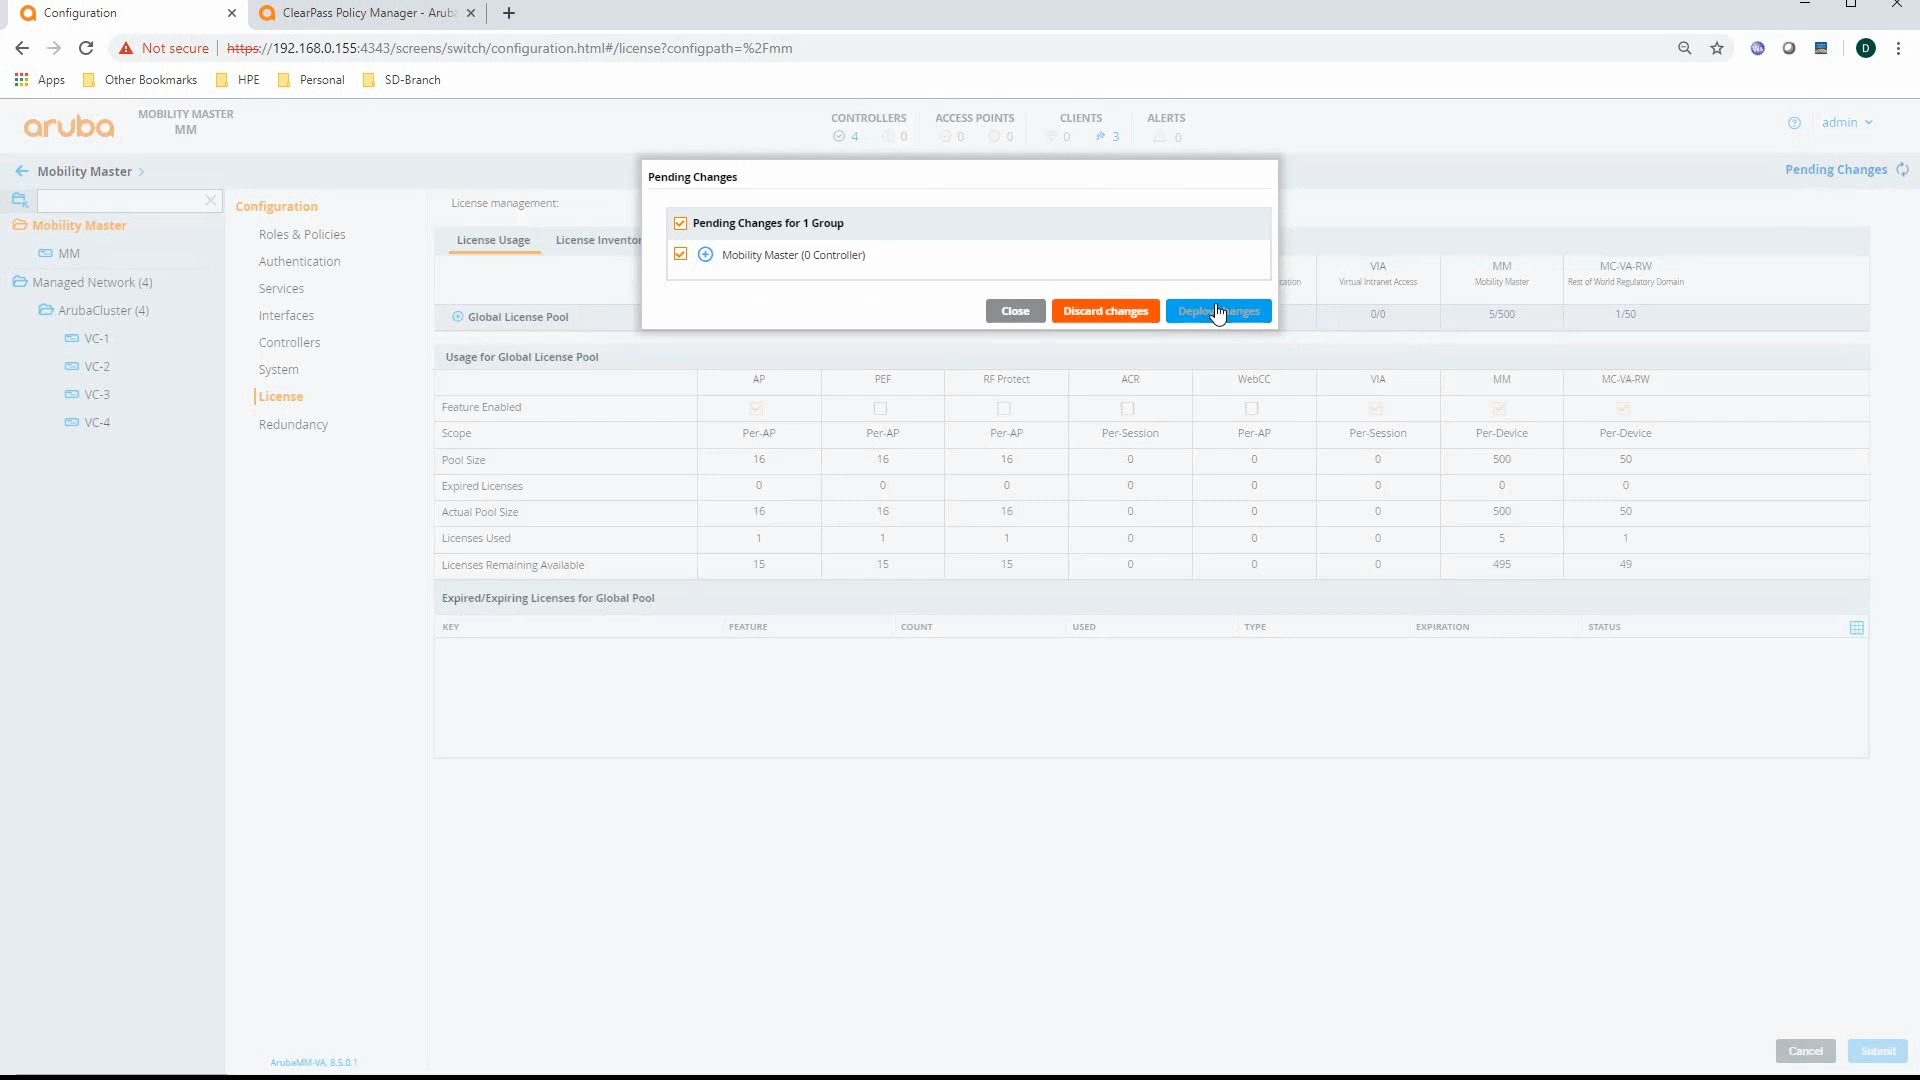 Configuration
ClearPass Policy Manager - Arub
Not secure https://192.168.0.155:4343/screens/switch/configuration.html#/license?configpath=%2Fmm
D
Apps Other Bookmarks HPE Personal SD-Branch
aruba
MOBILITY MASTER
MM
CONTROLLERS ACCESS POINTS CLIENTS ALERTS
4 0 0 0 0 3 0
admin
Mobility Master >
Pending Changes
Mobility Master
MM
Managed Network (4)
ArubaCluster (4)
VC-1
VC-2
VC-3
VC-4
Configuration
Roles & Policies
Authentication
Services
Interfaces
Controllers
System
License
Redundancy
ArubaMM-VA, 8.5.0.1
License management:
License Usage License Inventor
Pending Changes
Pending Changes for 1 Group
Mobility Master (0 Controller)
Close Discard changes
VIA MM MC-VA-RW
cation Virtual Intranet Access Mobility Master Rest of World Regulatory Domain
Global License Pool 0/0 5/500 1/50
Usage for Global License Pool
AP PEF RF Protect ACR WebCC VIA MM MC-VA-RW
Feature Enabled
Scope Per-AP Per-AP Per-AP Per-Session Per-AP Per-Session Per-Device Per-Device
Pool Size 16 16 16 0 0 0 500 50
Expired Licenses 0 0 0 0 0 0 0 0
Actual Pool Size 16 16 16 0 0 0 500 50
Licenses Used 1 1 1 0 0 0 5 1
Licenses Remaining Available 15 15 15 0 0 0 495 49
Expired/Expiring Licenses for Global Pool
KEY FEATURE COUNT USED TYPE EXPIRATION STATUS
Cancel Submit